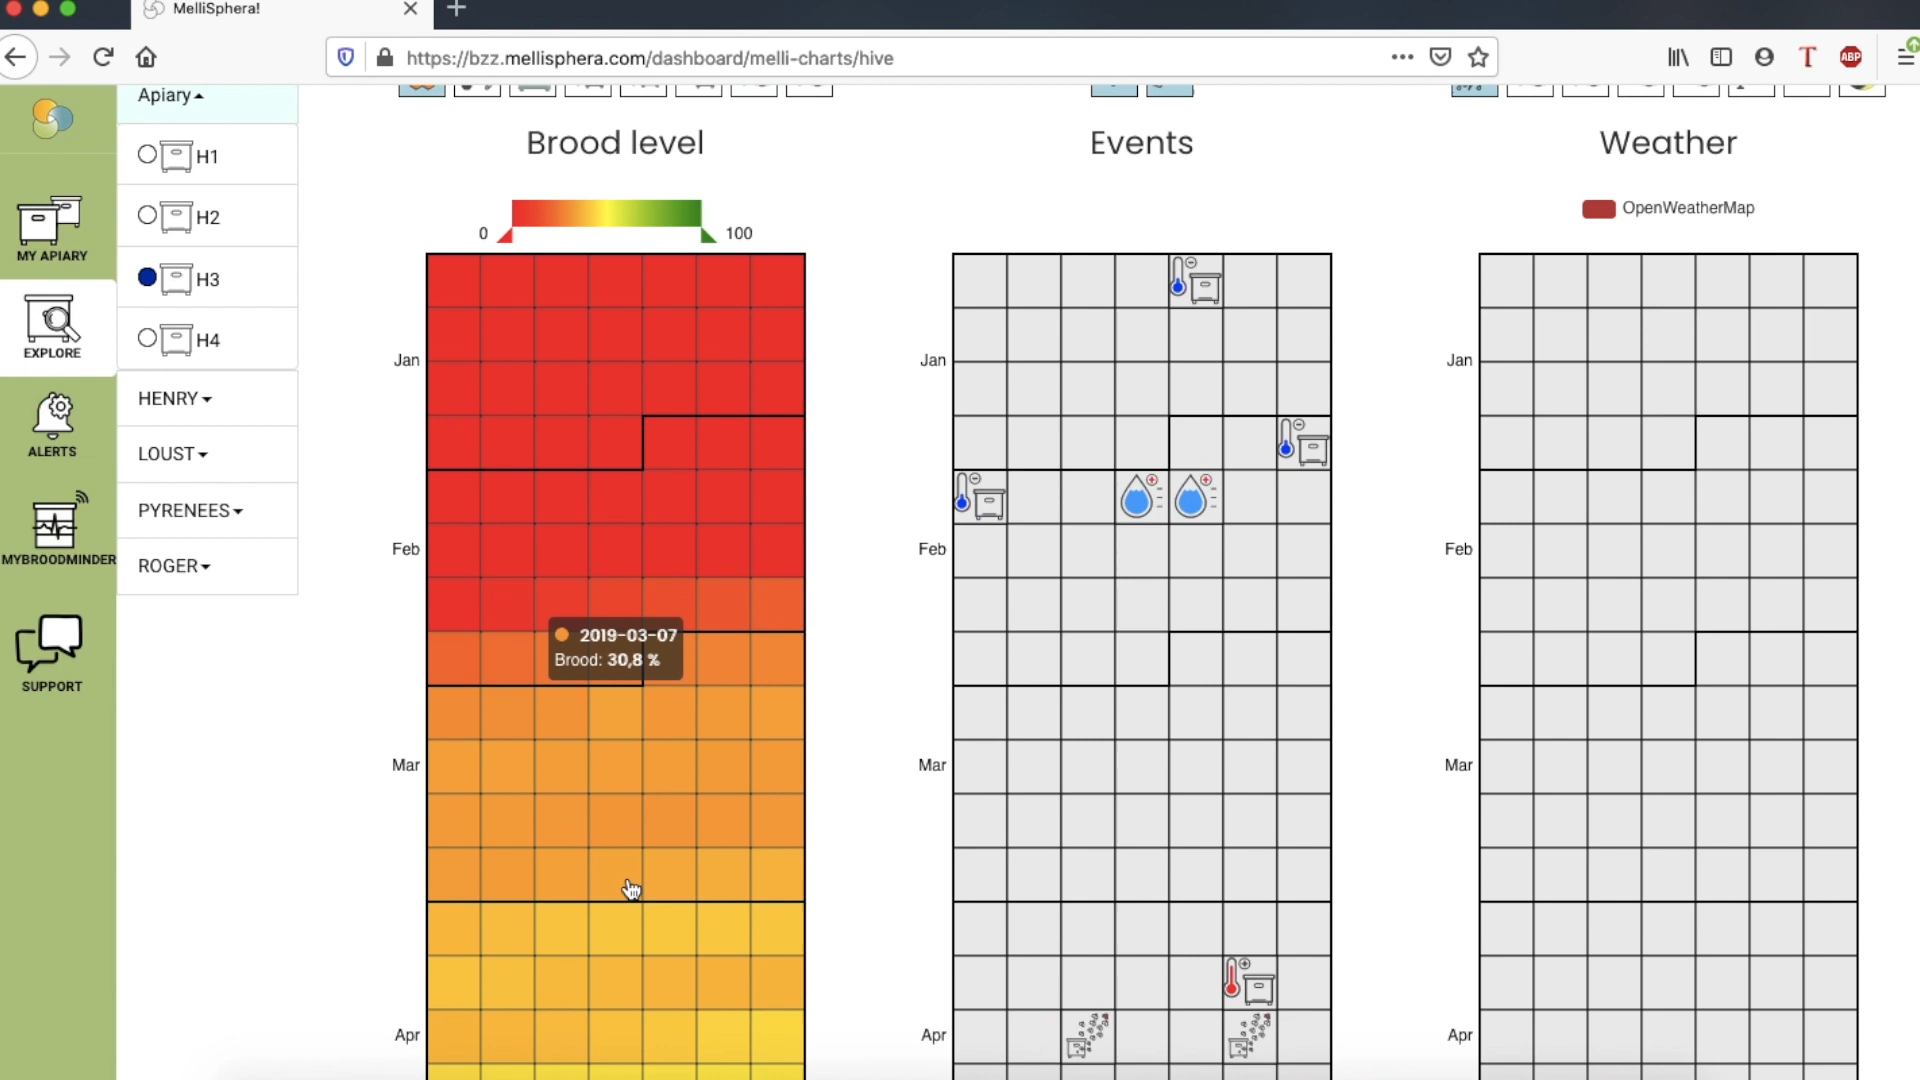 MelliSphera!
https://bzz.mellisphera.com/dashboard/melli-charts/hive
T
ABP
Apiary
H1
H2
H3
H4
HENRY
LOUST
PYRENEES
ROGER
MY APIARY
EXPLORE
ALERTS
MYBROODMINDER
SUPPORT
Brood level
0
100
Jan
Feb
Mar
Apr
2019-03-07
Brood: 30,8 %
Events
Jan
Feb
Mar
Apr
Weather
OpenWeatherMap
Jan
Feb
Mar
Apr